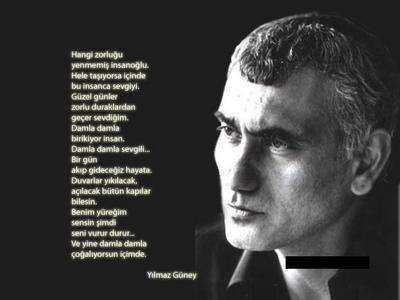 Hangi zorluğu
yenmemiş insanoğlu.
Hele taşıyorsa içinde
bu insanca sevgiyi.
Güzel günler
zorlu duraklardan
geçer sevdiğim.
Damla damla
birikiyor insan.
Damla damla sevgili...
Bir gün
akıp gideceğiz hayata.
Duvarlar yıkılacak,
açılacak bütün kapılar
bilesin.
Benim yüreğim
sensin şimdi
seni vurur durur...
Ve yine damla damla
çoğalıyorsun içimde.
Yılmaz Güney